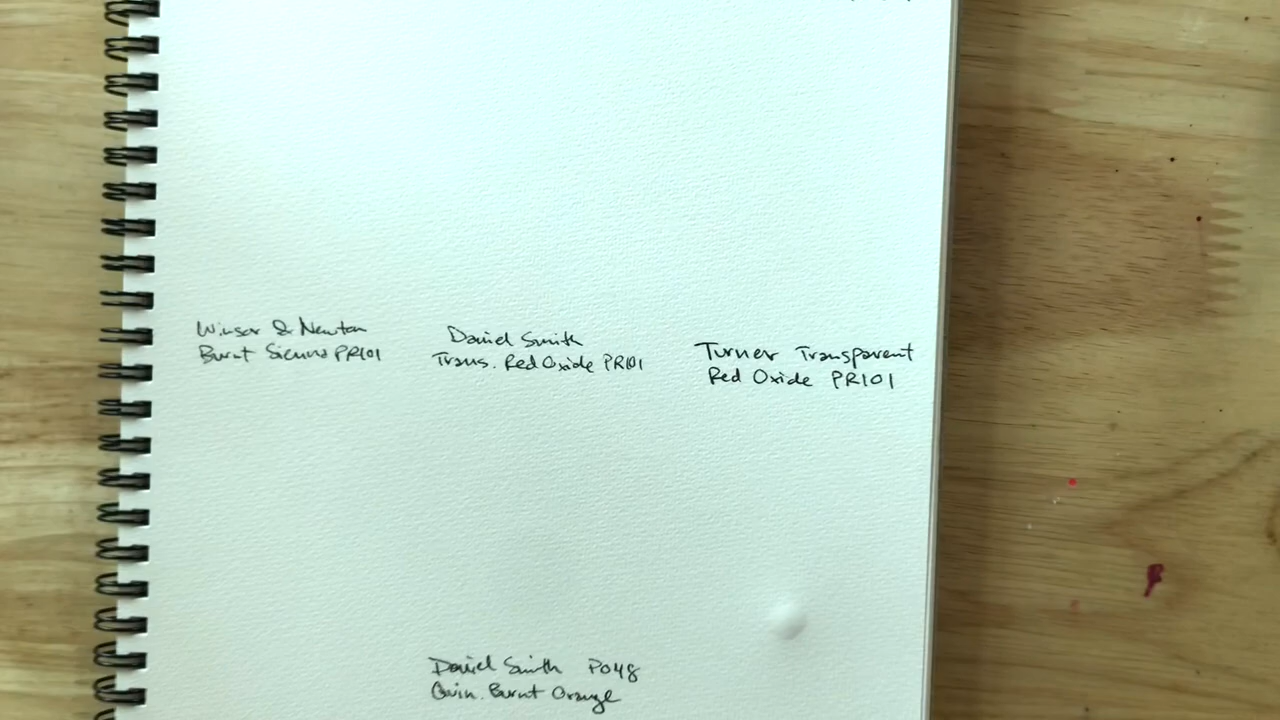 Winsor & Newton
Burnt Sienna PR101
Daniel Smith
Trans. Red Oxide PR101
Turner Transparent
Red Oxide PR101
Daniel Smith PO48
Quin. Burnt Orange